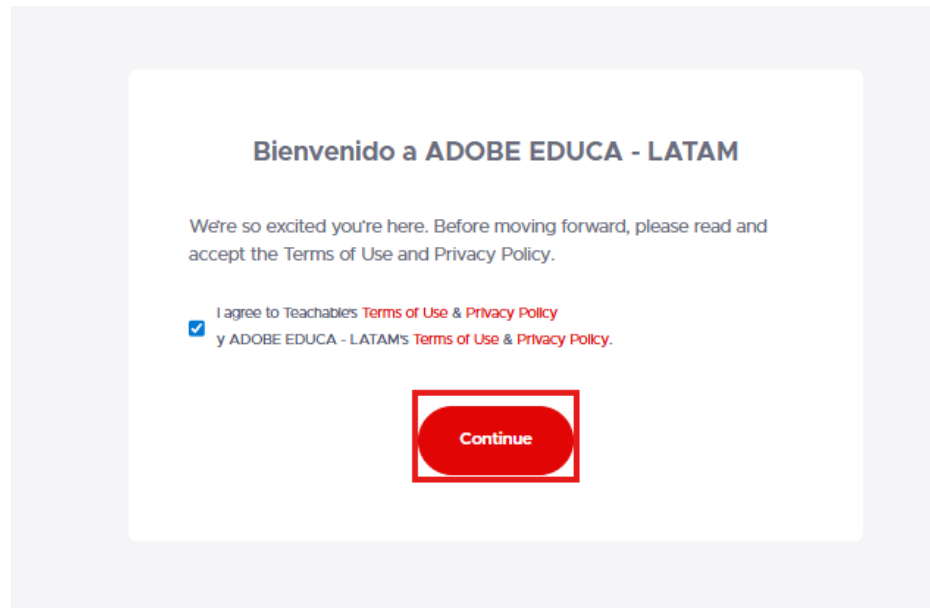 Bienvenido a ADOBE EDUCA - LATAM
We're so excited you're here. Before moving forward, please read and
accept the Terms of Use and Privacy Policy.
I agree to Teachable's Terms of Use & Privacy Policy
y ADOBE EDUCA - LATAM's Terms of Use & Privacy Policy.
Continue